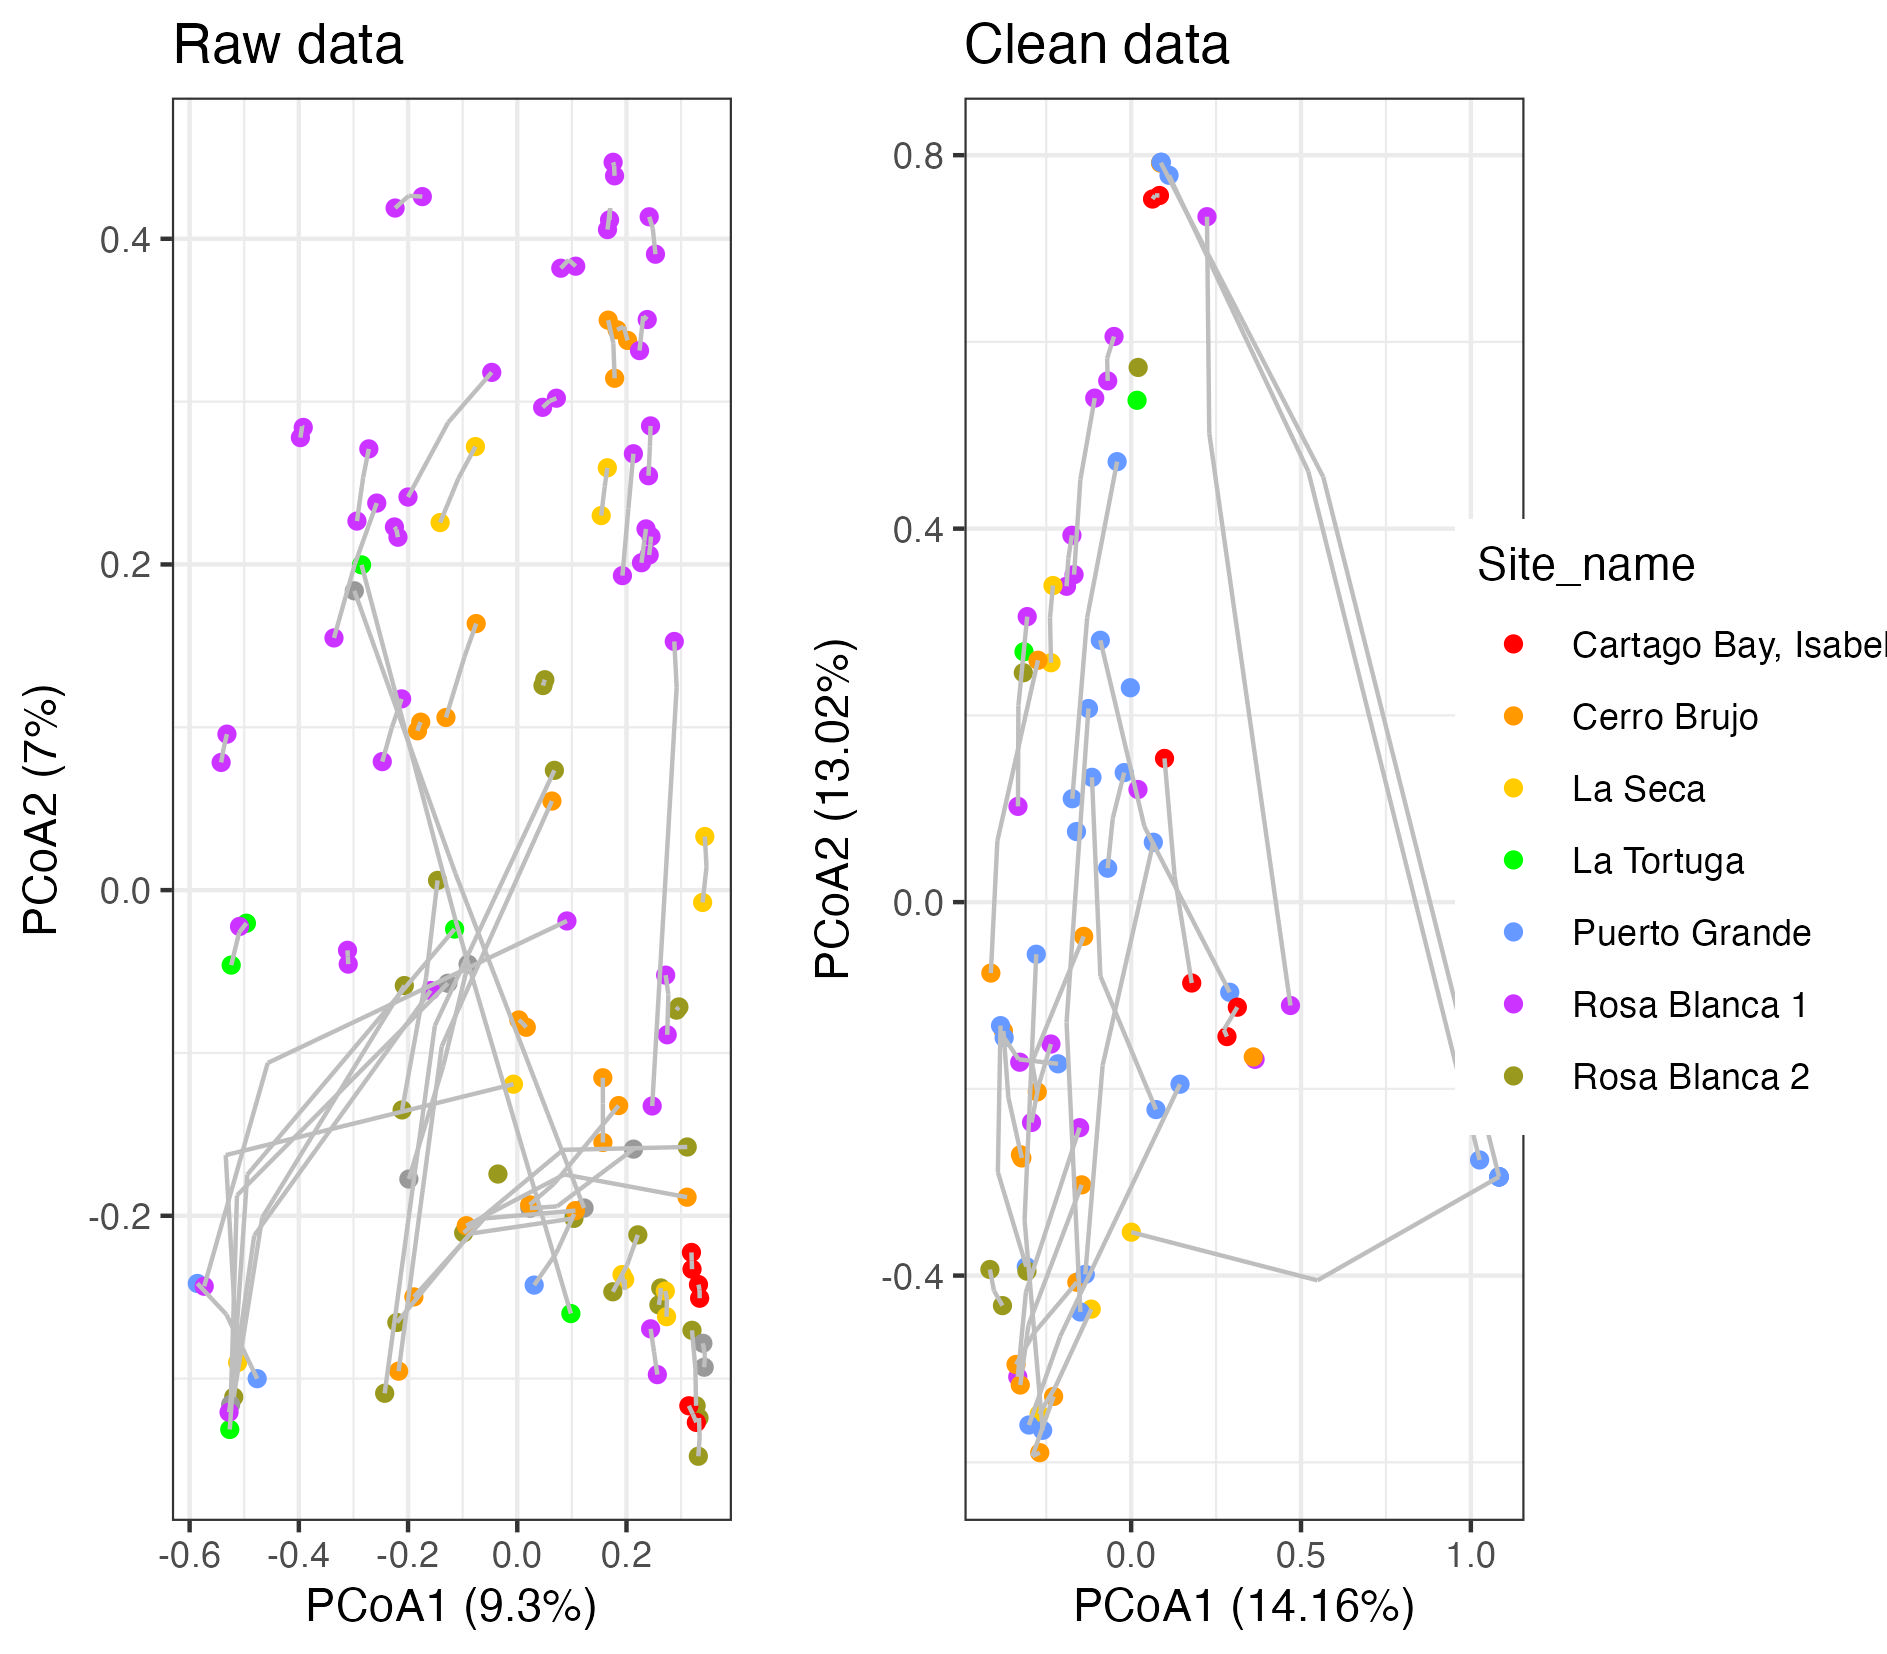 Raw data
Clean data
0.4
0.2
0.0
-0.2
-0.6
-0.4
-0.2
0.0
0.2
PCoA1 (9.3%)
PCoA2 (7%)
0.8
0.4
0.0
-0.4
0.0
0.5
1.0
PCoA1 (14.16%)
PCoA2 (13.02%)
Site_name
Cartago Bay, Isabel
Cerro Brujo
La Seca
La Tortuga
Puerto Grande
Rosa Blanca 1
Rosa Blanca 2